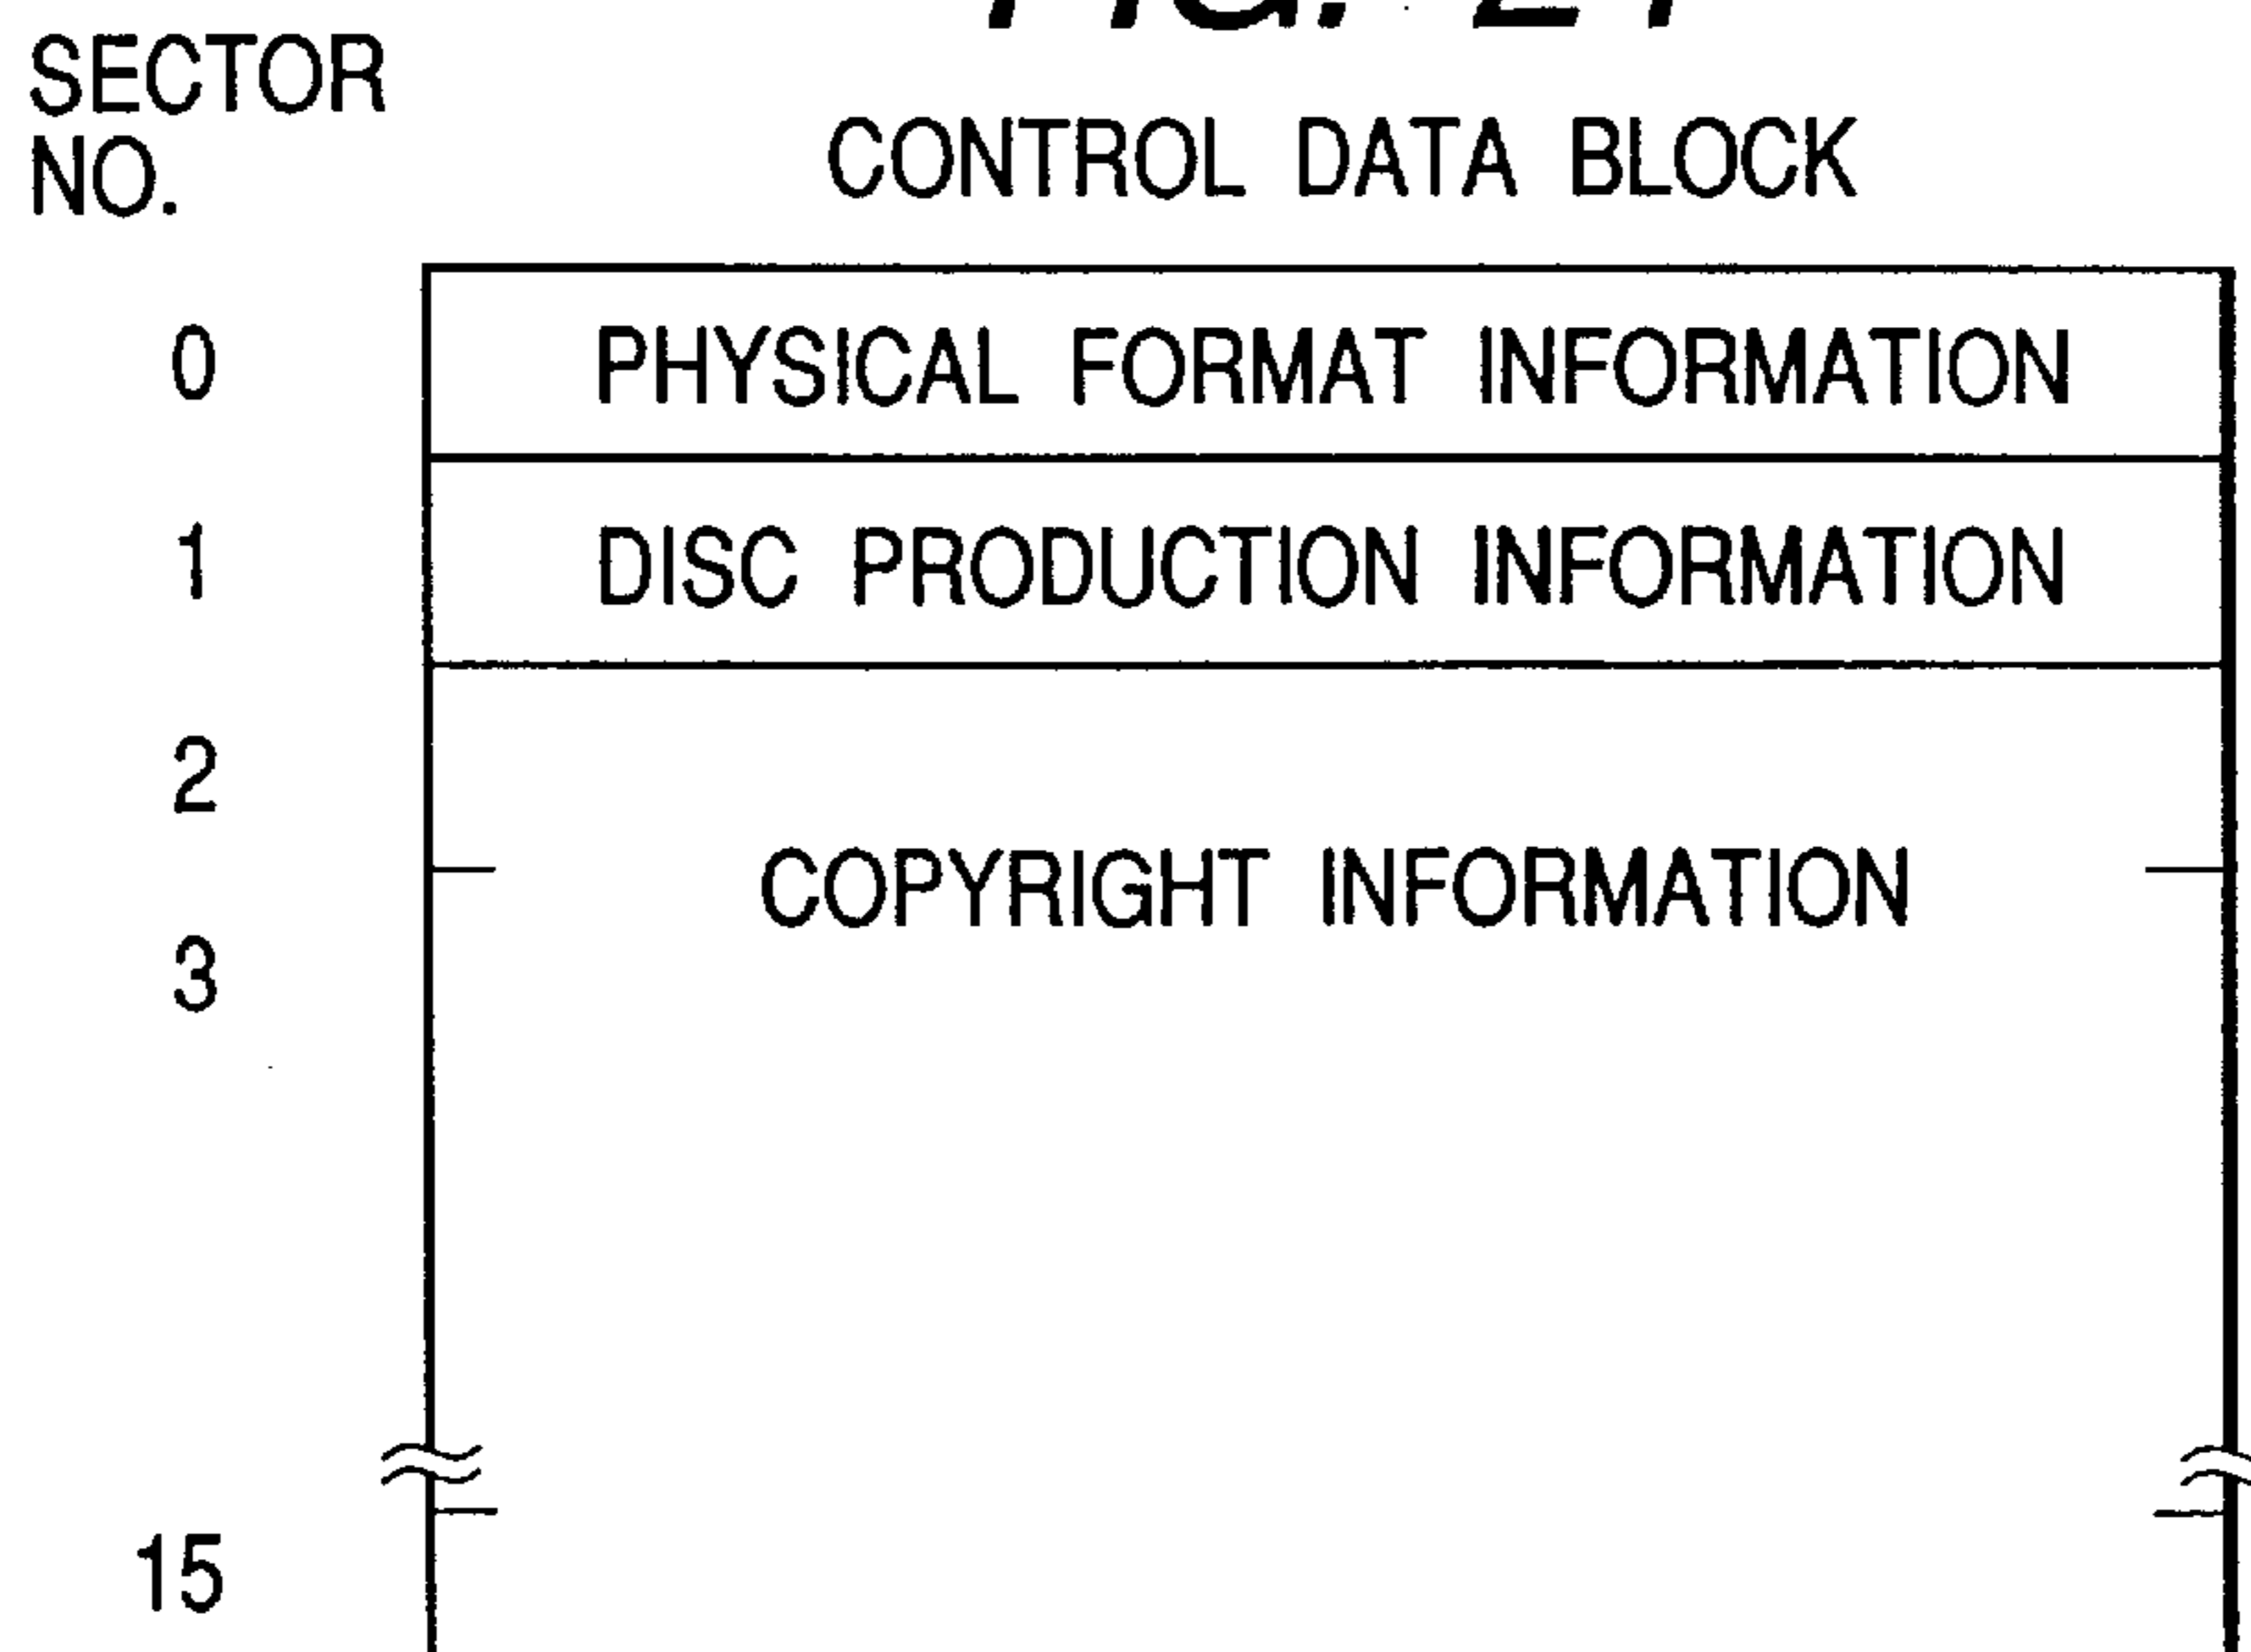 SECTOR
NO.
CONTROL DATA BLOCK
0 PHYSICAL FORMAT INFORMATION
1 DISC PRODUCTION INFORMATION
2
COPYRIGHT INFORMATION
3
15